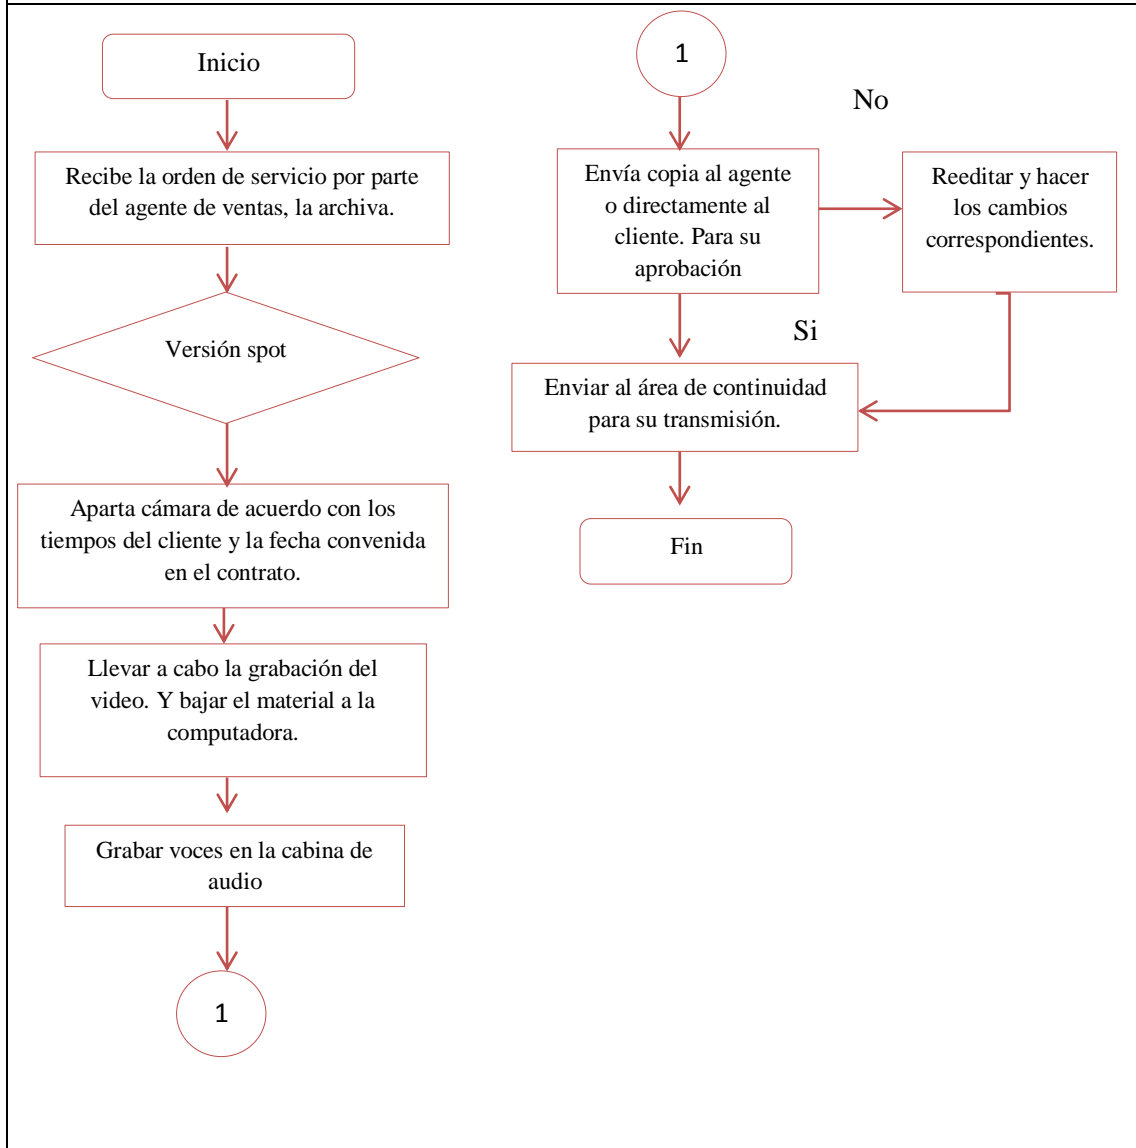 Inicio
Recibe la orden de servicio por parte
del agente de ventas, la archiva.
Versión spot
Aparta cámara de acuerdo con los
tiempos del cliente y la fecha convenida
en el contrato.
Llevar a cabo la grabación del
video. Y bajar el material a la
computadora.
Grabar voces en la cabina de
audio
1
1
No
Envía copia al agente
o directamente al
cliente. Para su
aprobación
Reeditar y hacer
los cambios
correspondientes.
Si
Enviar al área de continuidad
para su transmisión.
Fin